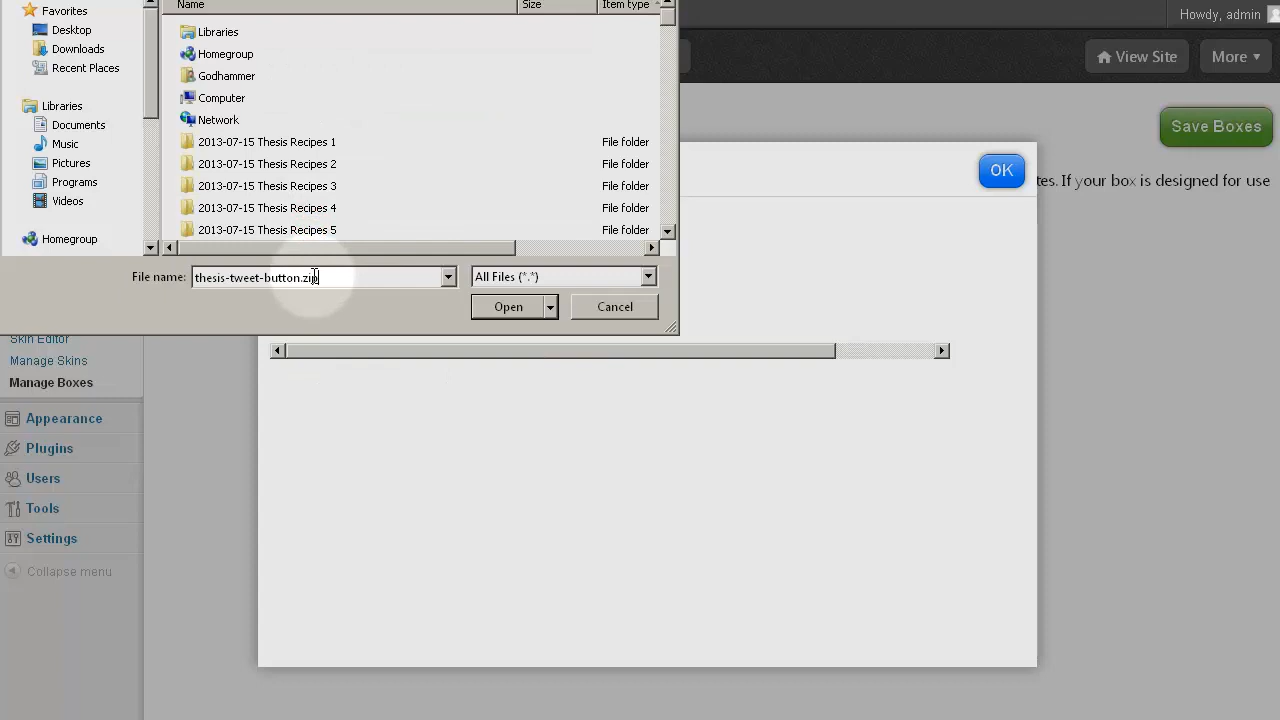 Name Size Item type
Favorites
Desktop
Downloads
Recent Places
Libraries
Documents
Music
Pictures
Programs
Videos
Homegroup
Libraries
Homegroup
Godhammer
Computer
Network
2013-07-15 Thesis Recipes 1 File folder
2013-07-15 Thesis Recipes 2 File folder
2013-07-15 Thesis Recipes 3 File folder
2013-07-15 Thesis Recipes 4 File folder
2013-07-15 Thesis Recipes 5 File folder
File name: thesis-tweet-button.zip All Files (*.*)
Open Cancel
Howdy, admin
View Site More
Save Boxes
OK
tes. If your box is designed for use
Skin Editor
Manage Skins
Manage Boxes
Appearance
Plugins
Users
Tools
Settings
Collapse menu